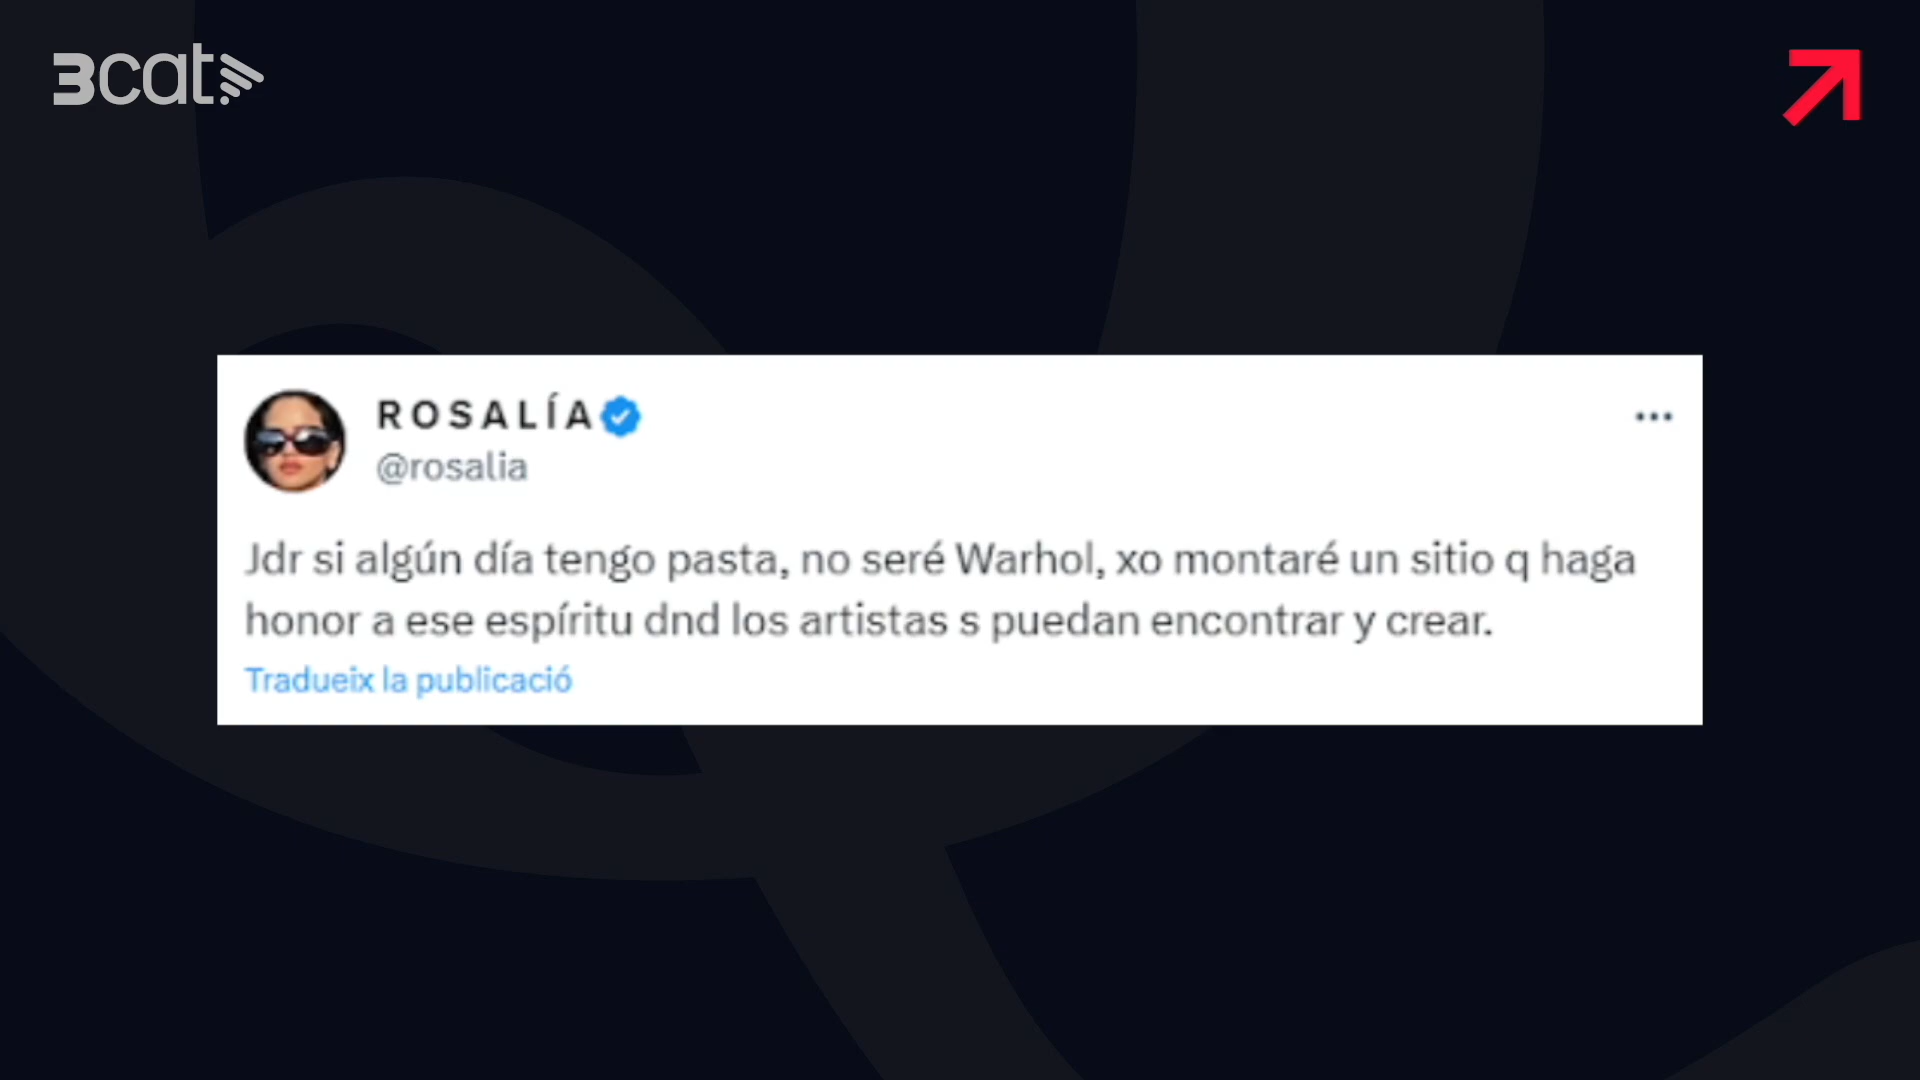 3cat
ROSALÍA
@rosalia
Jdr si algún día tengo pasta, no seré Warhol, xo montaré un sitio q haga
honor a ese espíritu dnd los artistas s puedan encontrar y crear.
Tradueix la publicació